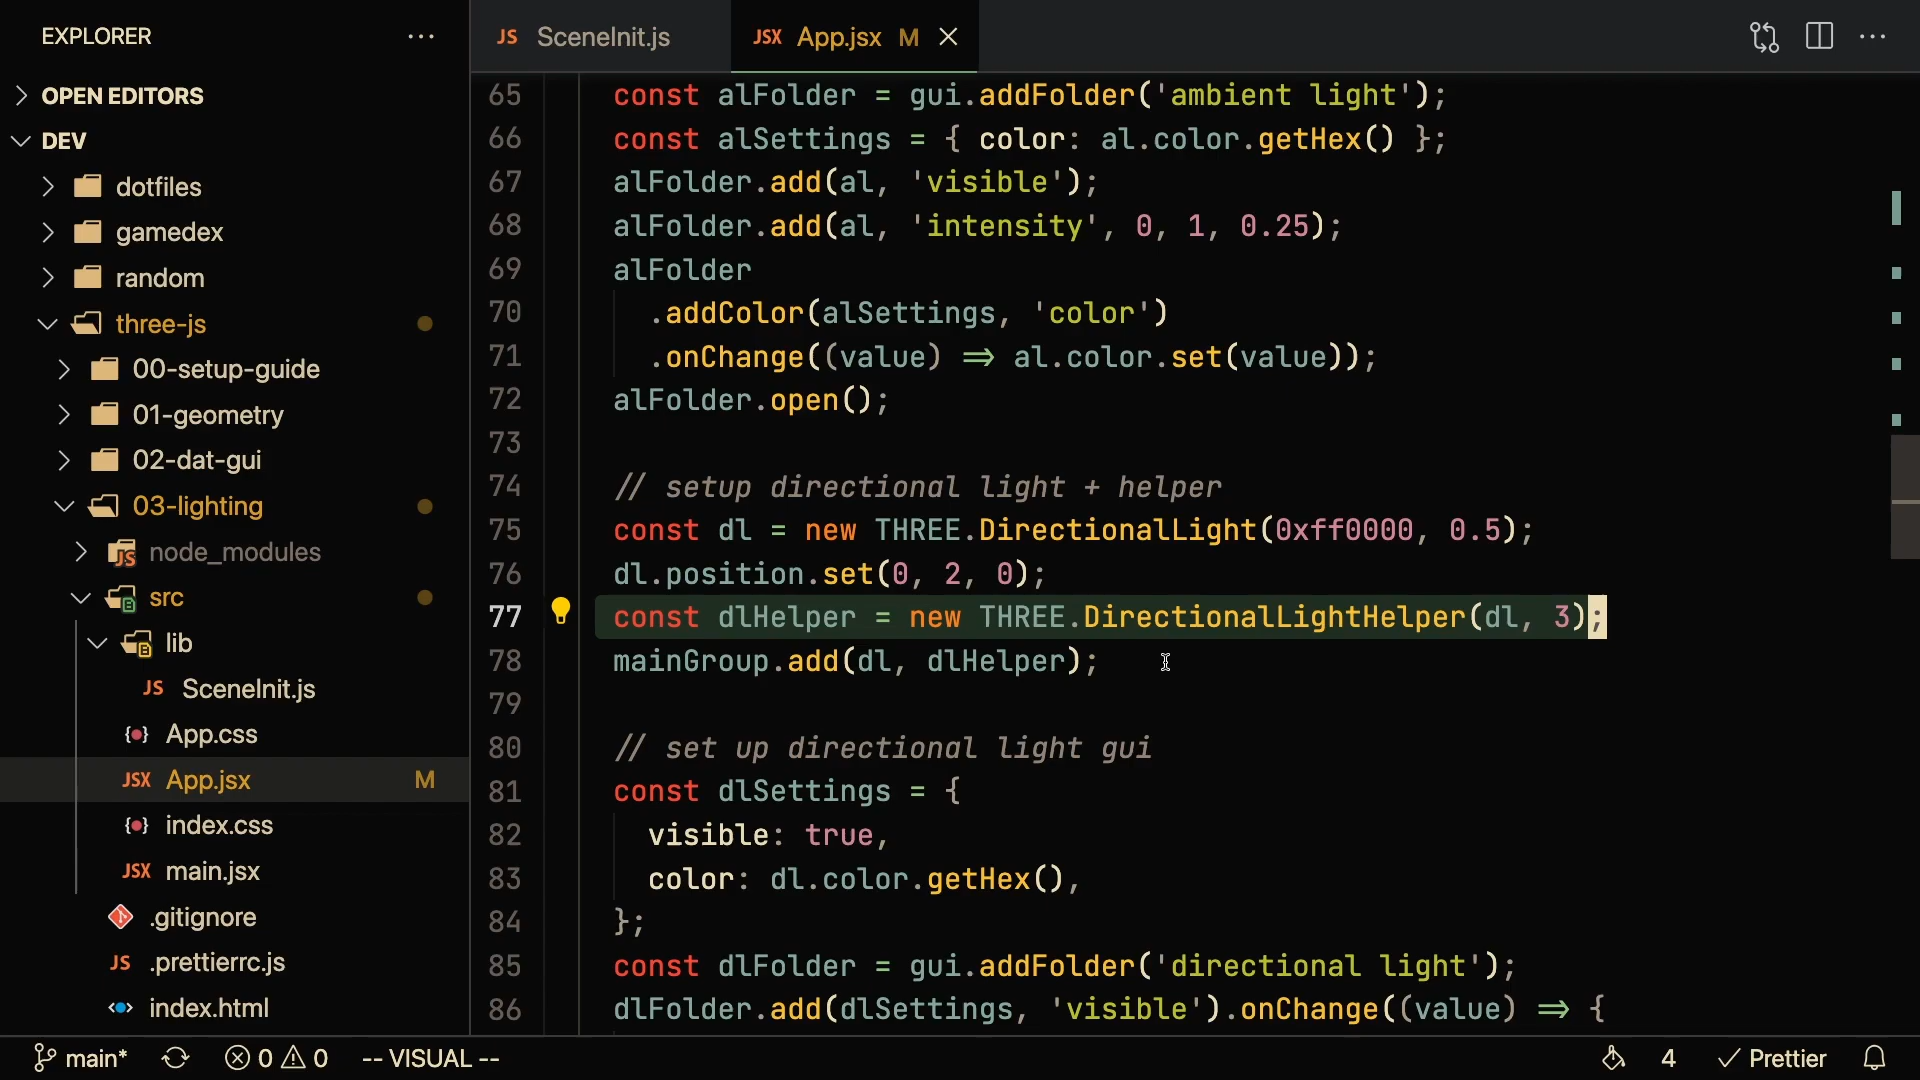 EXPLORER
OPEN EDITORS
DEV
dotfiles
gamedex
random
three-js
00-setup-guide
01-geometry
02-dat-gui
03-lighting
JS node_modules
src
lib
JS SceneInit.js
App.css
JSX App.jsx M
index.css
JSX main.jsx
.gitignore
JS .prettierrc.js
index.html
JS SceneInit.js
JSX App.jsx M
65 const alFolder = gui.addFolder('ambient light');
66 const alSettings = { color: al.color.getHex() };
67 alFolder.add(al, 'visible');
68 alFolder.add(al, 'intensity', 0, 1, 0.25);
69 alFolder
70 .addColor(alSettings, 'color')
71 .onChange((value) => al.color.set(value));
72 alFolder.open();
73
74 // setup directional light + helper
75 const dl = new THREE.DirectionalLight(0xff0000, 0.5);
76 dl.position.set(0, 2, 0);
77 const dlHelper = new THREE.DirectionalLightHelper(dl, 3);
78 mainGroup.add(dl, dlHelper);
79
80 // set up directional light gui
81 const dlSettings = {
82 visible: true,
83 color: dl.color.getHex(),
84 };
85 const dlFolder = gui.addFolder('directional light');
86 dlFolder.add(dlSettings, 'visible').onChange((value) => {
main* 0 0 -- VISUAL -- 4 Prettier